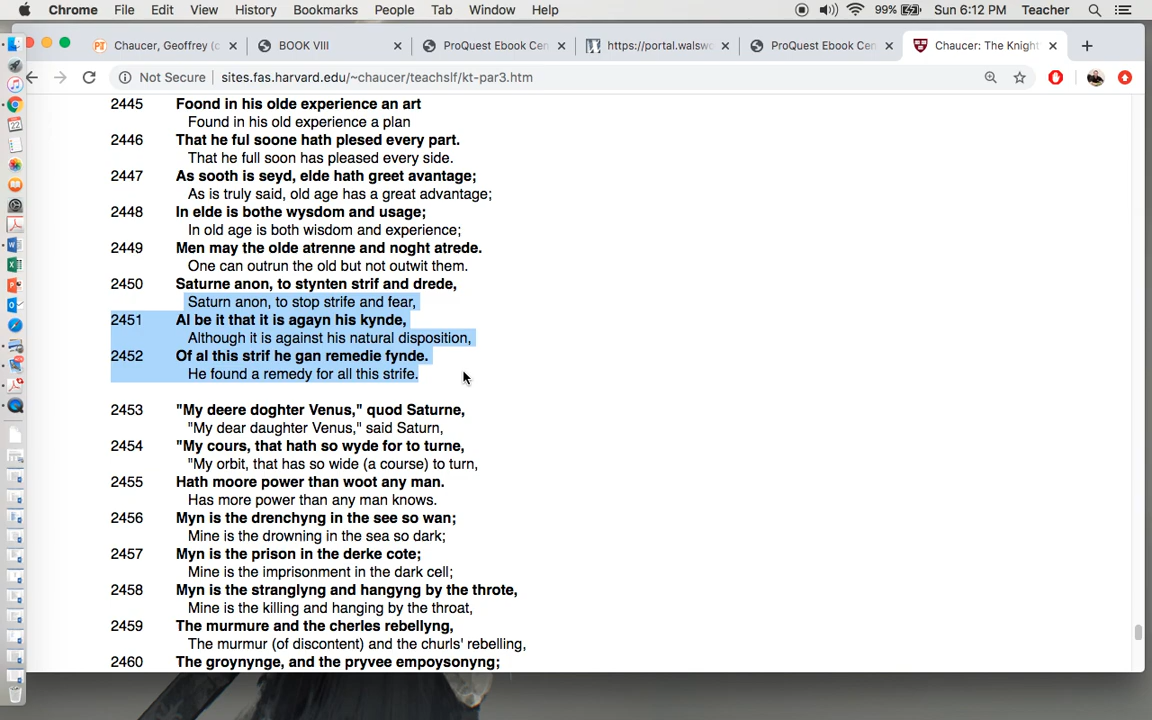 Chrome File Edit View History Bookmarks People Tab Window Help 99% Sun 6:12 PM Teacher
Chaucer, Geoffrey (c BOOK VIII ProQuest Ebook Cen https://portal.walswo ProQuest Ebook Cen Chaucer: The Knight
Not Secure sites.fas.harvard.edu/~chaucer/teachslf/kt-par3.htm
2445 Foond in his olde experience an art
Found in his old experience a plan
2446 That he ful soone hath plesed every part.
That he full soon has pleased every side.
2447 As sooth is seyd, elde hath greet avantage;
As is truly said, old age has a great advantage;
2448 In elde is bothe wysdom and usage;
In old age is both wisdom and experience;
2449 Men may the olde atrenne and noght atrede.
One can outrun the old but not outwit them.
2450 Saturne anon, to stynten strif and drede,
Saturn anon, to stop strife and fear,
2451 Al be it that it is agayn his kynde,
Although it is against his natural disposition,
2452 Of al this strif he gan remedie fynde.
He found a remedy for all this strife.
2453 "My deere doghter Venus," quod Saturne,
"My dear daughter Venus," said Saturn,
2454 "My cours, that hath so wyde for to turne,
"My orbit, that has so wide (a course) to turn,
2455 Hath moore power than woot any man.
Has more power than any man knows.
2456 Myn is the drenchyng in the see so wan;
Mine is the drowning in the sea so dark;
2457 Myn is the prison in the derke cote;
Mine is the imprisonment in the dark cell;
2458 Myn is the stranglyng and hangyng by the throte,
Mine is the killing and hanging by the throat,
2459 The murmure and the cherles rebellyng,
The murmur (of discontent) and the churls' rebelling,
2460 The groynynge, and the pryvee empoysonyng;